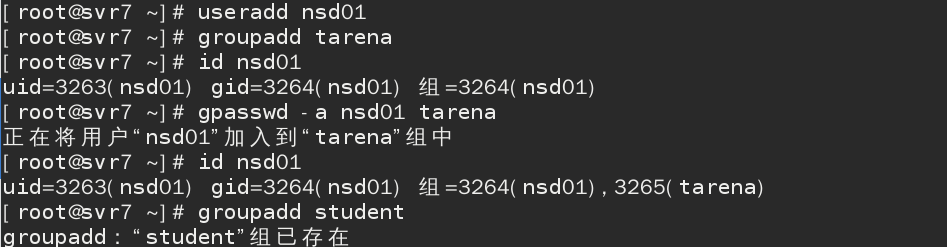 [root@svr7 ~]# useradd nsd01
[root@svr7 ~]# groupadd tarena
[root@svr7 ~]# id nsd01
uid=3263(nsd01) gid=3264(nsd01) 组=3264(nsd01)
[root@svr7 ~]# gpasswd -a nsd01 tarena
正在将用户“nsd01”加入到“tarena”组中
[root@svr7 ~]# id nsd01
uid=3263(nsd01) gid=3264(nsd01) 组=3264(nsd01),3265(tarena)
[root@svr7 ~]# groupadd student
groupadd：“student”组已存在